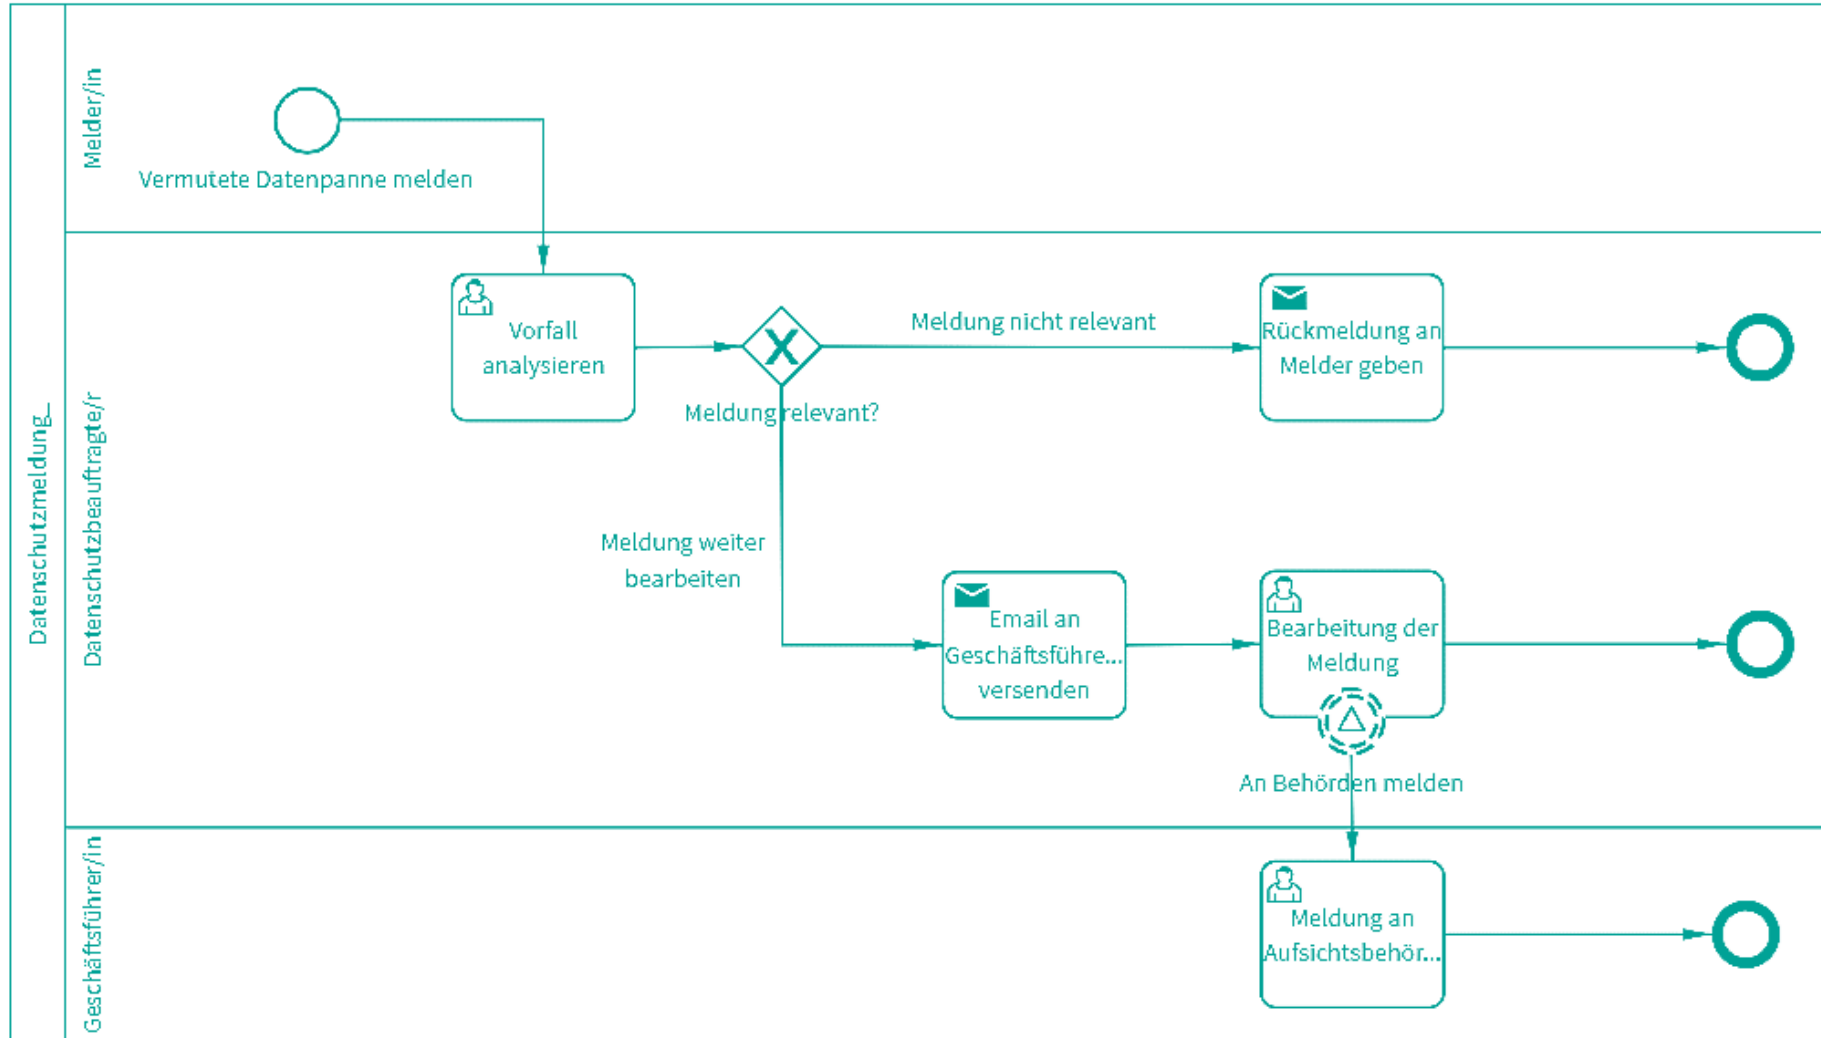 Datenschutzmeldung_
Melder/in
Vermutete Datenpanne melden
Datenschutzbeauftragte/r
Vorfall
analysieren
Meldung relevant?
Meldung nicht relevant
Rückmeldung an
Melder geben
Meldung weiter
bearbeiten
Email an
Geschäftsführe...
versenden
Bearbeitung der
Meldung
An Behörden melden
Geschäftsführer/in
Meldung an
Aufsichtsbehör...